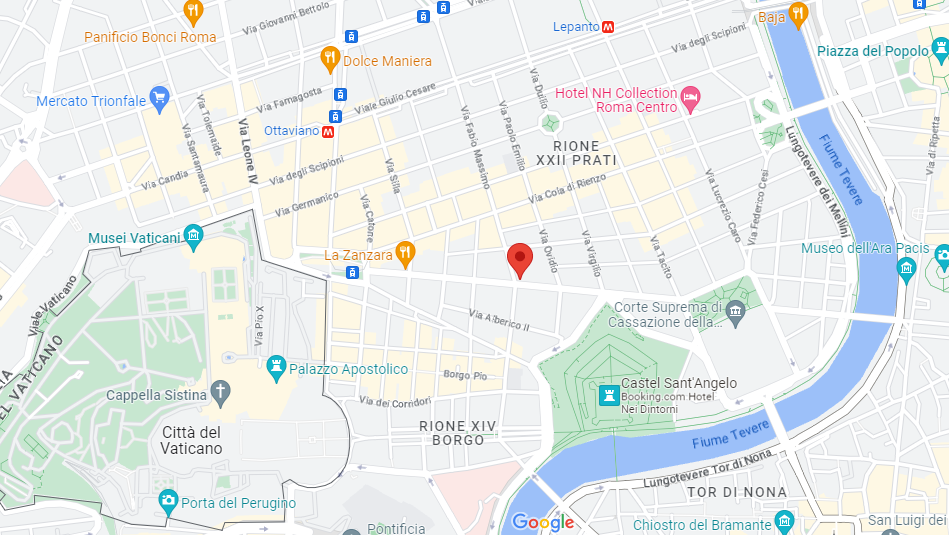 Via Giovanni Bettolo
Panificio Bonci Roma
Lepanto M
Baja
Via degli Scipioni
Piazza del Popolo
Dolce Maniera
Mercato Trionfale
Via Famagosta
Viale Giulio Cesare
Via Duilio
Hotel NH Collection
Roma Centro
Ottaviano M
Via Tolemaide
Via Leone IV
Via Fabio Massimo
Via Paolo Emilio
RIONE
XXII PRATI
Via di Ripetta
Fiume Tevere
Lungotevere dei Mellini
Via Santamaura
Via degli Scipioni
Via Candia
Via Silla
Via Cola di Rienzo
Via Lucrezio Caro
Via Federico Cesi
Via Germanico
Via Catone
Musei Vaticani
La Zanzara
Via Ovidio
Via Virgilio
Via Tacito
Museo dell'Ara Pacis
Viale Vaticano
Via Pio X
Via Alberico II
Corte Suprema di
Cassazione della...
EL VATICANO
Palazzo Apostolico
Borgo Pio
Cappella Sistina
Via dei Corridori
Castel Sant'Angelo
Booking.com Hotel
Nei Dintorni
Città del
Vaticano
RIONE XIV
BORGO
Fiume Tevere
Lungotevere Tor di Nona
Porta del Perugino
TOR DI NONA
Pontificia
Google
Chiostro del Bramante
San Luigi dei